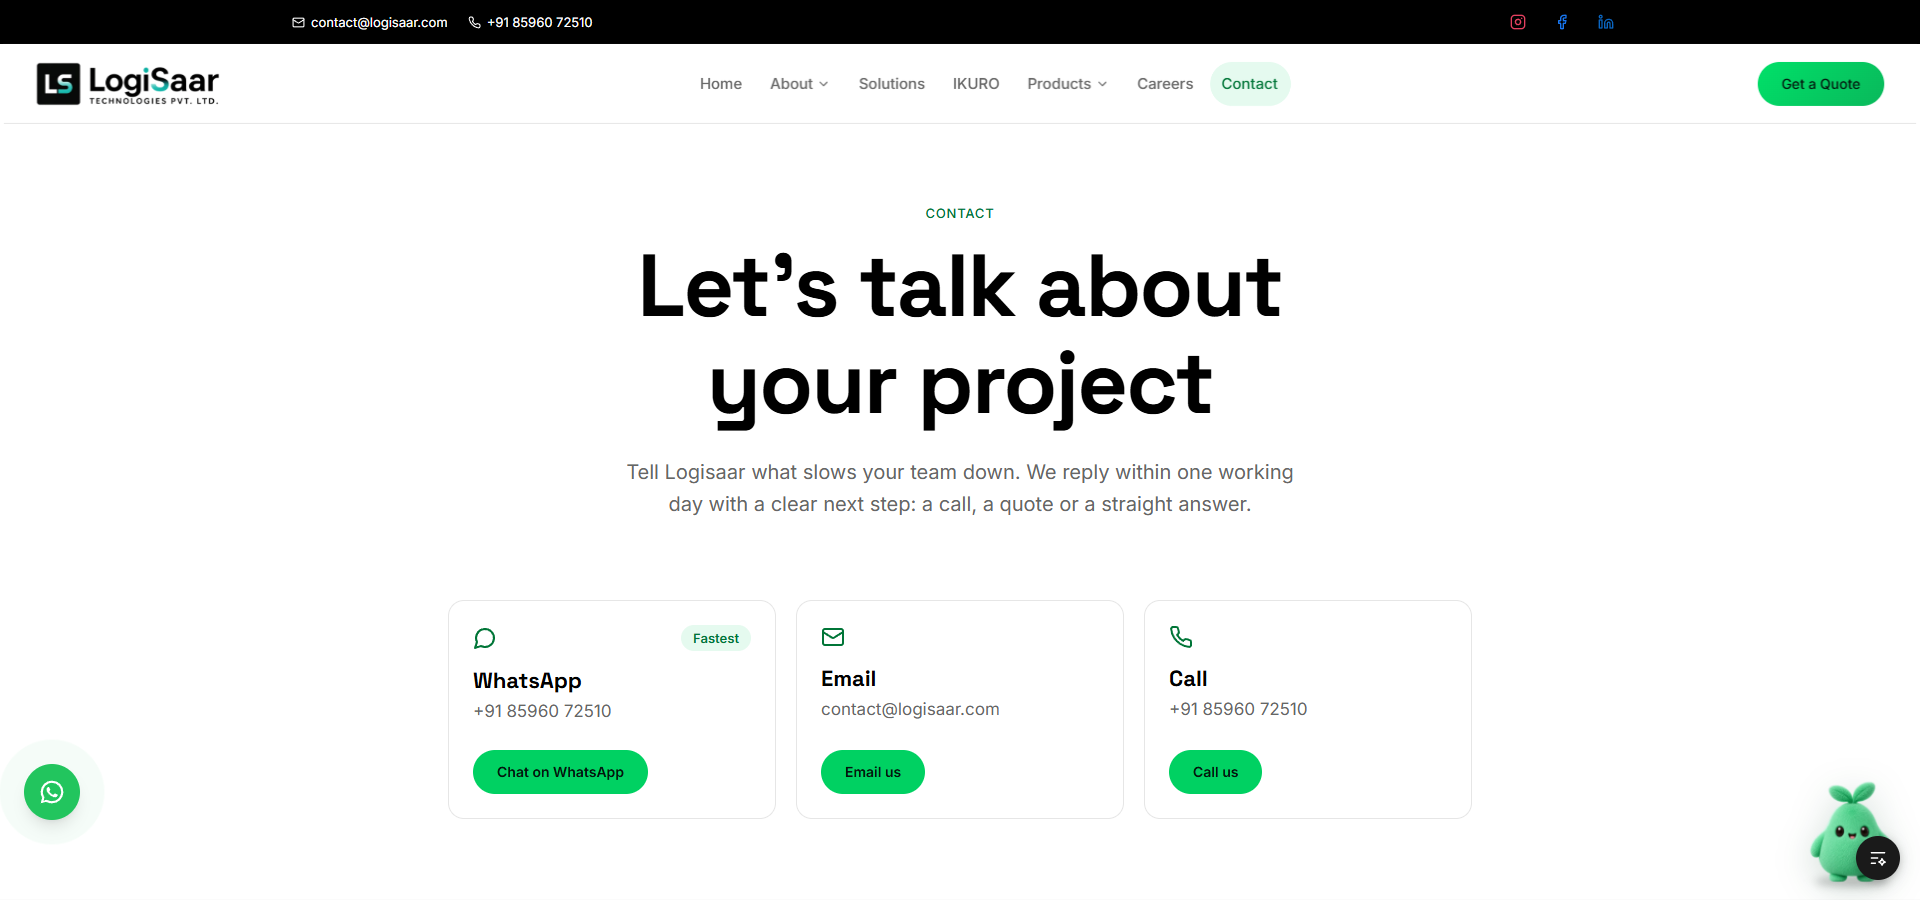 contact@logisaar.com
+91 85960 72510
LS LogiSaar
TECHNOLOGIES PVT. LTD.
Home
About
Solutions
IKURO
Products
Careers
Contact
Get a Quote
CONTACT
Let’s talk about
your project
Tell Logisaar what slows your team down. We reply within one working
day with a clear next step: a call, a quote or a straight answer.
Fastest
WhatsApp
+91 85960 72510
Chat on WhatsApp
Email
contact@logisaar.com
Email us
Call
+91 85960 72510
Call us